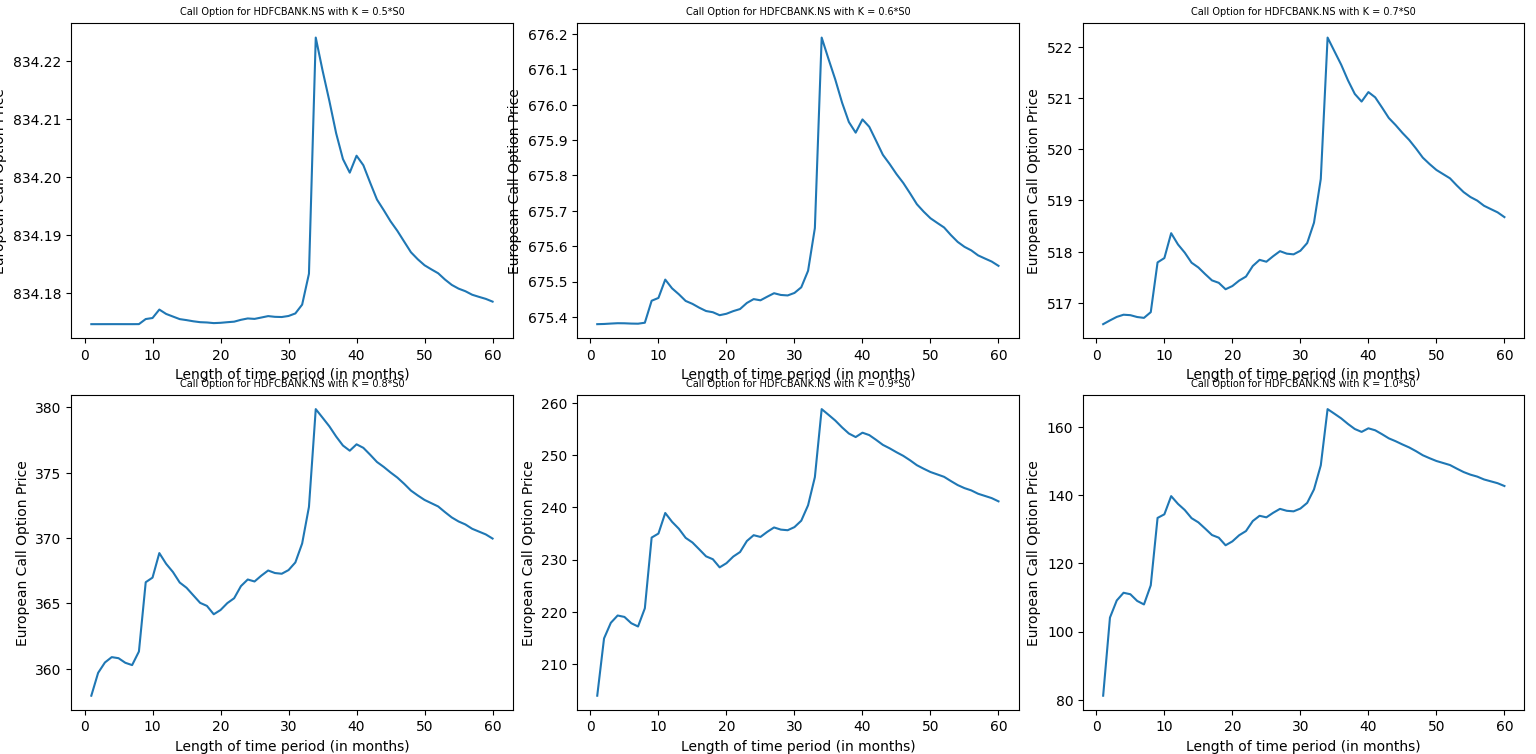 Call Option for HDFCBANK.NS with K = 0.5*S0
European Call Option Price
834.22
834.21
834.20
834.19
834.18
0 10 20 30 40 50 60
Length of time period (in months)
Call Option for HDFCBANK.NS with K = 0.6*S0
European Call Option Price
676.2
676.1
676.0
675.9
675.8
675.7
675.6
675.5
675.4
0 10 20 30 40 50 60
Length of time period (in months)
Call Option for HDFCBANK.NS with K = 0.7*S0
European Call Option Price
522
521
520
519
518
517
0 10 20 30 40 50 60
Length of time period (in months)
Call Option for HDFCBANK.NS with K = 0.8*S0
European Call Option Price
380
375
370
365
360
0 10 20 30 40 50 60
Length of time period (in months)
Call Option for HDFCBANK.NS with K = 0.9*S0
European Call Option Price
260
250
240
230
220
210
0 10 20 30 40 50 60
Length of time period (in months)
Call Option for HDFCBANK.NS with K = 1.0*S0
European Call Option Price
160
140
120
100
80
0 10 20 30 40 50 60
Length of time period (in months)